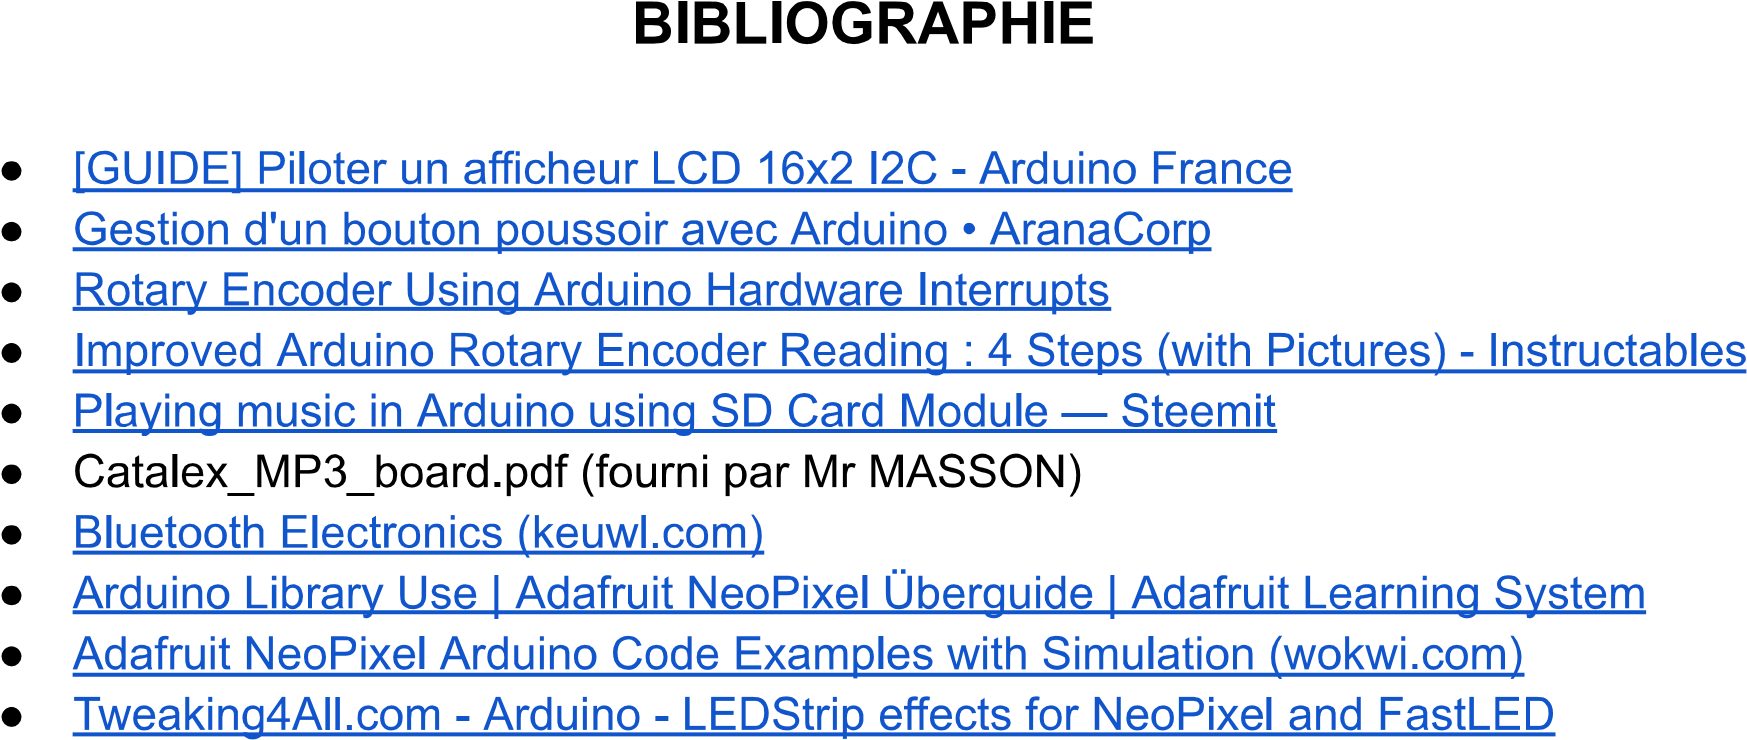 BIBLIOGRAPHIE
● [GUIDE] Piloter un afficheur LCD 16x2 I2C - Arduino France
● Gestion d'un bouton poussoir avec Arduino • AranaCorp
● Rotary Encoder Using Arduino Hardware Interrupts
● Improved Arduino Rotary Encoder Reading : 4 Steps (with Pictures) - Instructables
● Playing music in Arduino using SD Card Module — Steemit
● Catalex_MP3_board.pdf (fourni par Mr MASSON)
● Bluetooth Electronics (keuwl.com)
● Arduino Library Use | Adafruit NeoPixel Überguide | Adafruit Learning System
● Adafruit NeoPixel Arduino Code Examples with Simulation (wokwi.com)
● Tweaking4All.com - Arduino - LEDStrip effects for NeoPixel and FastLED